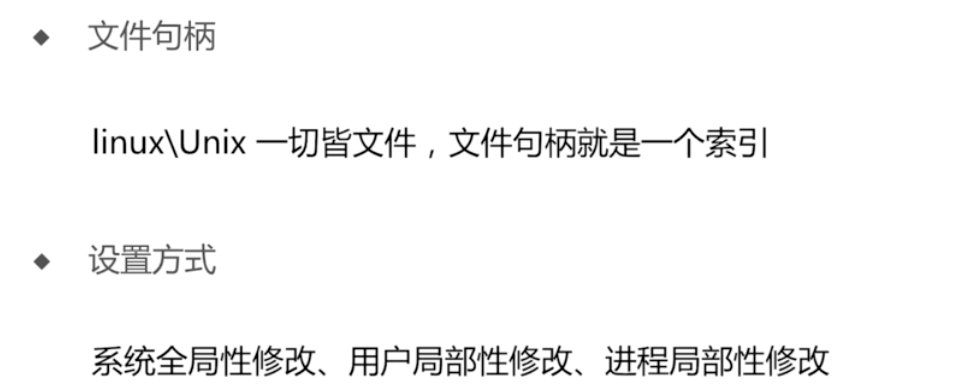 文件句柄
linux\Unix 一切皆文件，文件句柄就是一个索引
设置方式
系统全局性修改、用户局部性修改、进程局部性修改